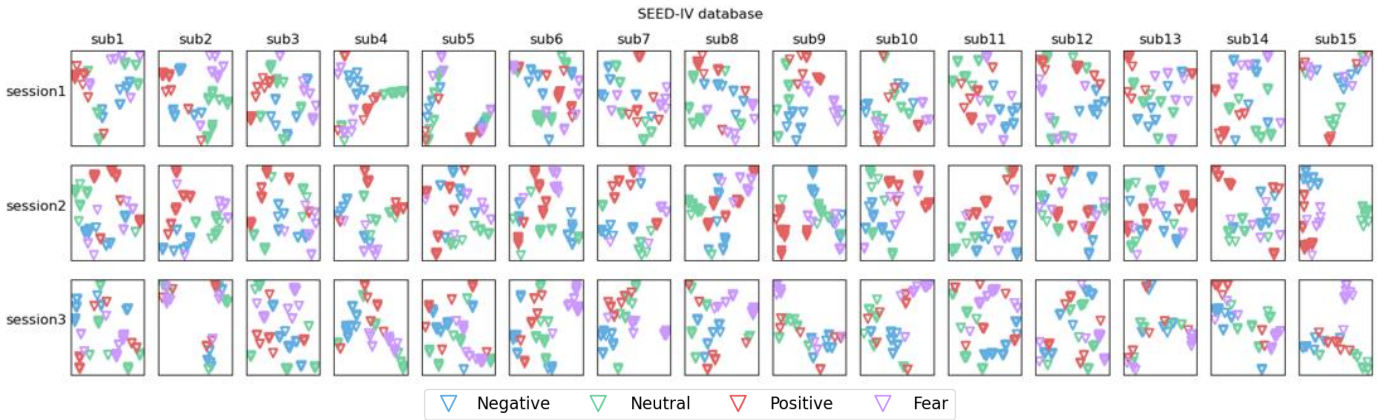 SEED-IV database
sub1 sub2 sub3 sub4 sub5 sub6 sub7 sub8 sub9 sub10 sub11 sub12 sub13 sub14 sub15
session1
session2
session3
Negative Neutral Positive Fear